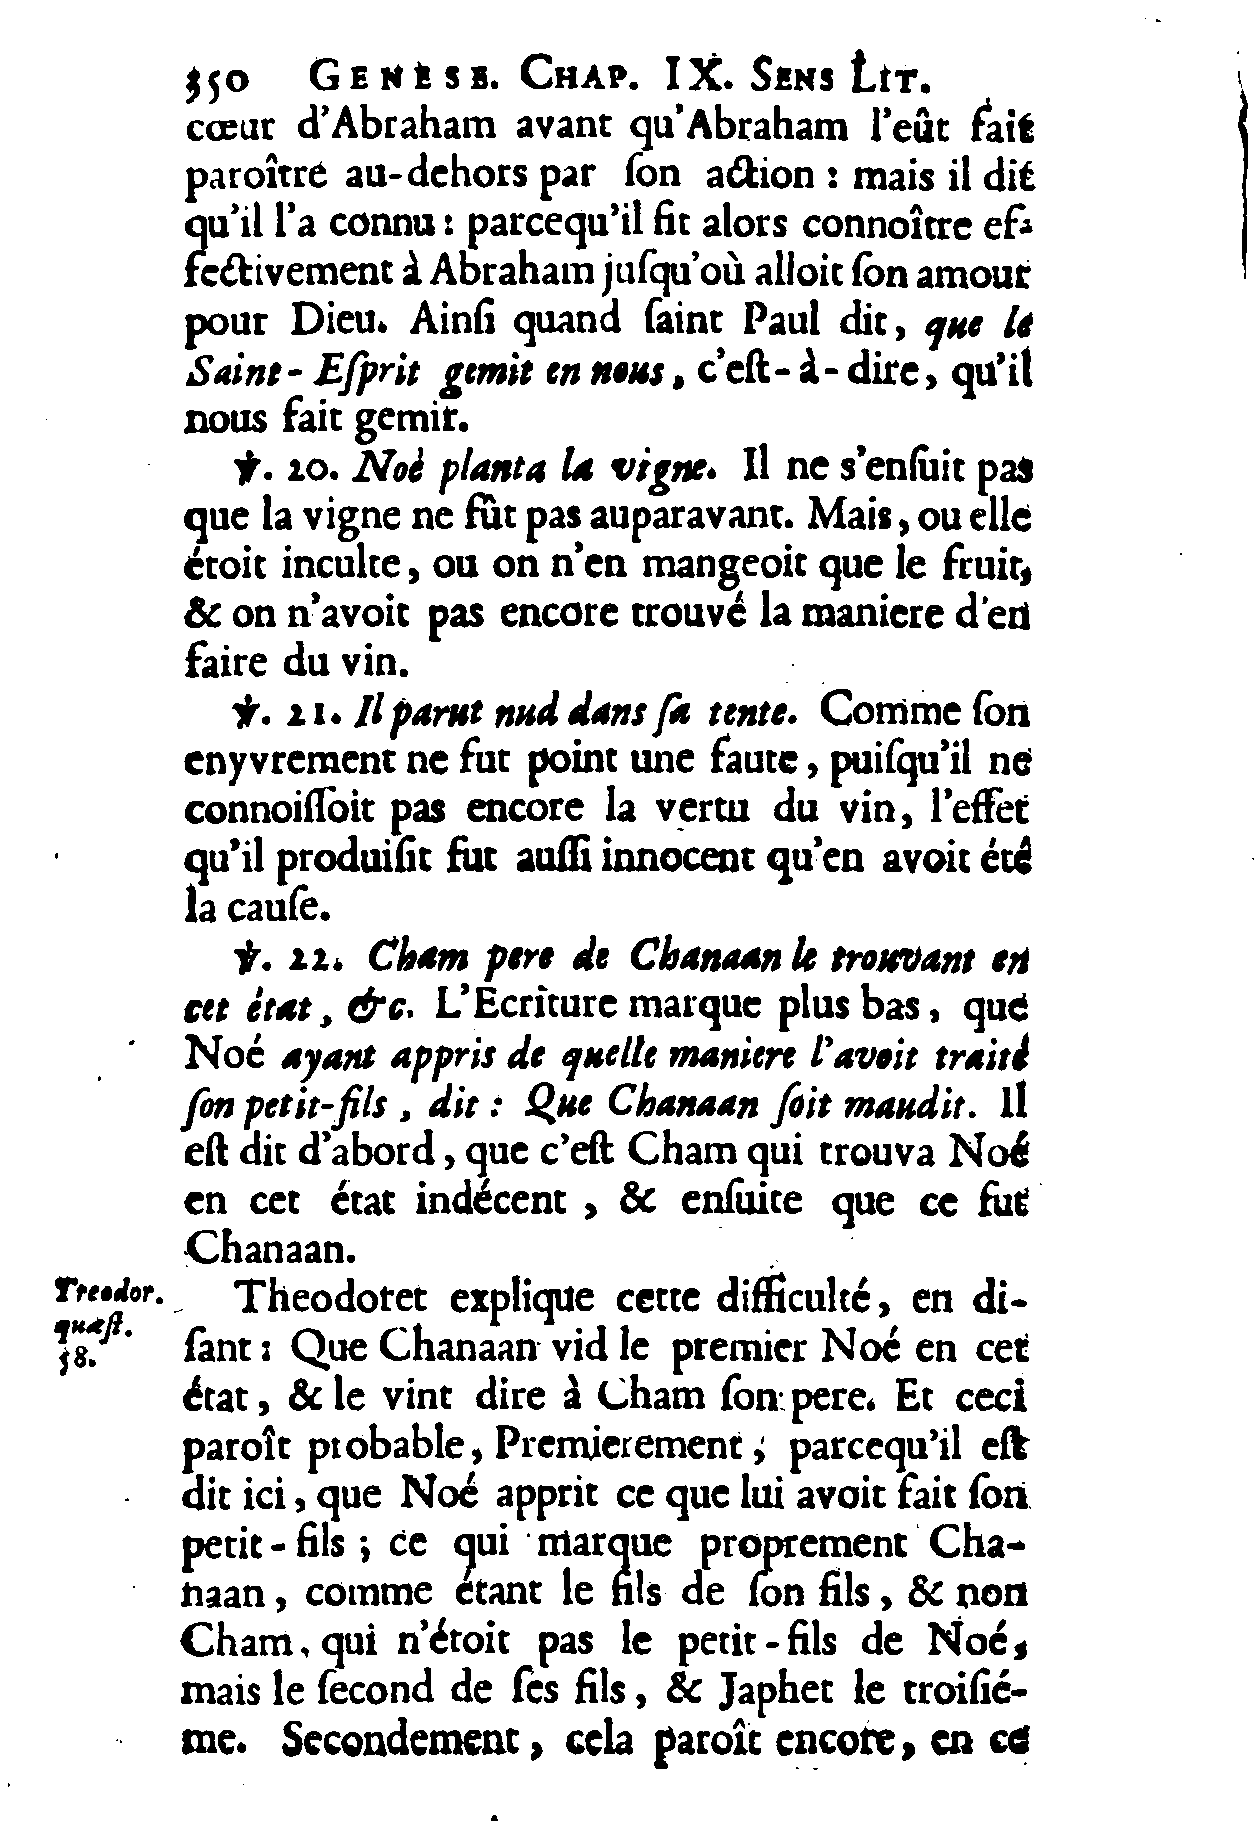 350 GENESE. CHAP. IX. SENS LIT.
cœur d'Abraham avant qu'Abraham l'eût fait
paroître au-dehors par ſon action : mais il dit
qu'il l'a connu : parcequ'il fit alors connoître ef-
fectivement à Abraham juſqu'où alloit ſon amour
pour Dieu. Ainſi quand ſaint Paul dit, que le
Saint-Eſprit gemit en nous, c'eſt-à-dire, qu'il
nous fait gemir.
℣. 20. Noé planta la vigne. Il ne s'enſuit pas
que la vigne ne fût pas auparavant. Mais, ou elle
étoit inculte, ou on n'en mangeoit que le fruit,
& on n'avoit pas encore trouvé la maniere d'en
faire du vin.
℣. 21. Il parut nud dans ſa tente. Comme ſon
enyvrement ne fut point une faute, puiſqu'il ne
connoiſſoit pas encore la vertu du vin, l'effet
qu'il produiſit fut auſſi innocent qu'en avoit été
la cauſe.
℣. 22. Cham pere de Chanaan le trouvant en
cet état, &c. L'Ecriture marque plus bas, que
Noé ayant appris de quelle maniere l'avoit traité
ſon petit-fils, dit : Que Chanaan ſoit maudit. Il
eſt dit d'abord, que c'eſt Cham qui trouva Noé
en cet état indécent, & enſuite que ce fut
Chanaan.
Theodor.
quæſt.
58.
Theodoret explique cette difficulté, en di-
ſant : Que Chanaan vid le premier Noé en cet
état, & le vint dire à Cham ſon pere. Et ceci
paroît probable, Premierement, parcequ'il eſt
dit ici, que Noé apprit ce que lui avoit fait ſon
petit-fils ; ce qui marque proprement Cha-
naan, comme étant le fils de ſon fils, & non
Cham, qui n'étoit pas le petit-fils de Noé,
mais le ſecond de ſes fils, & Japhet le troiſié-
me. Secondement, cela paroît encore, en ce